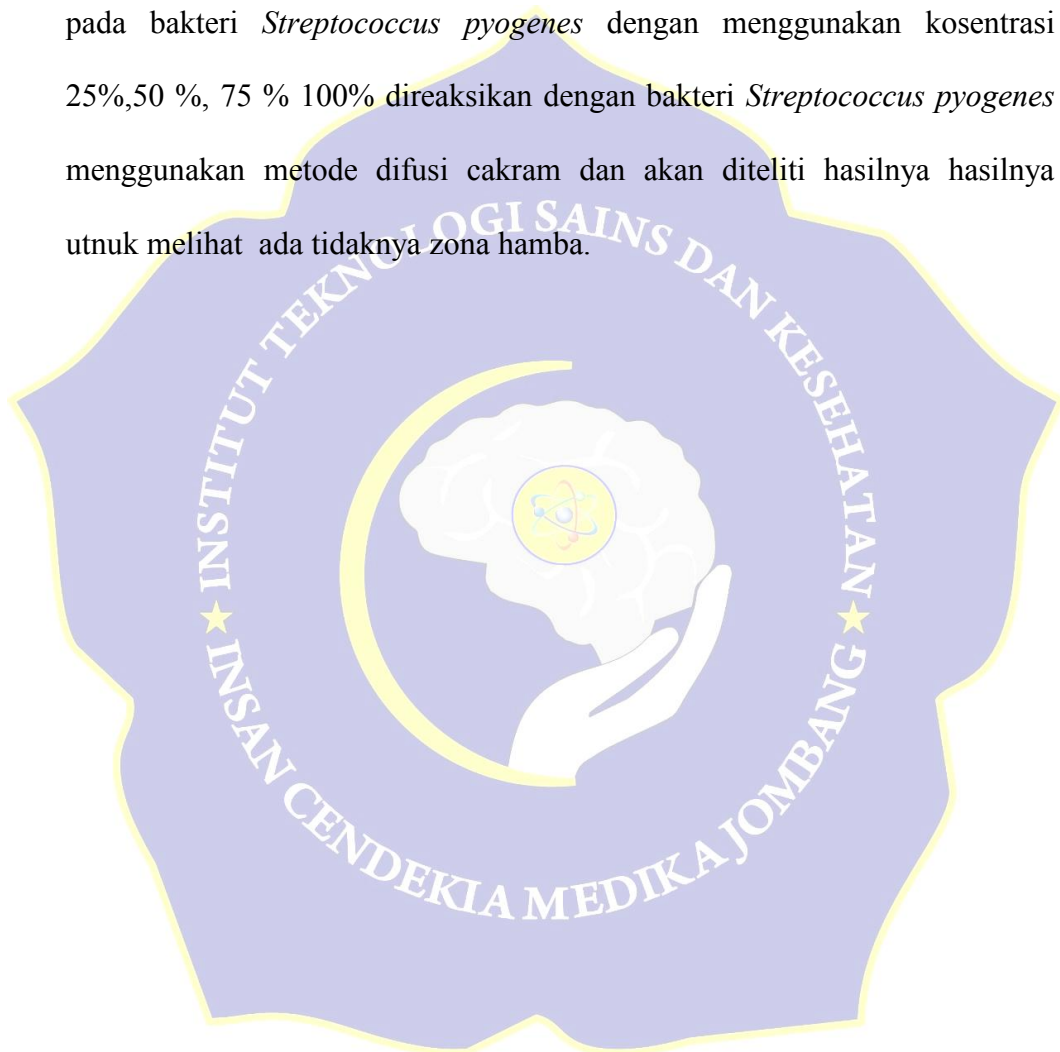 pada bakteri Streptococcus pyogenes dengan menggunakan kosentrasi
25%,50 %, 75 % 100% direaksikan dengan bakteri Streptococcus pyogenes
menggunakan metode difusi cakram dan akan diteliti hasilnya hasilnya
utnuk melihat ada tidaknya zona hamba.
INSTITUT TEKNOLOGI SAINS DAN KESEHATAN
INSAN CENDEKIA MEDIKA JOMBANG